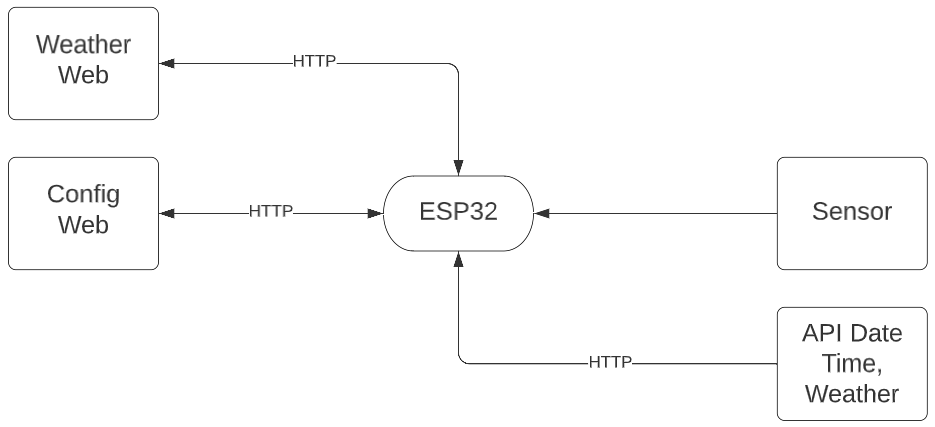 Weather
Web
HTTP
Config
Web
HTTP
ESP32
Sensor
API Date
Time,
Weather
HTTP